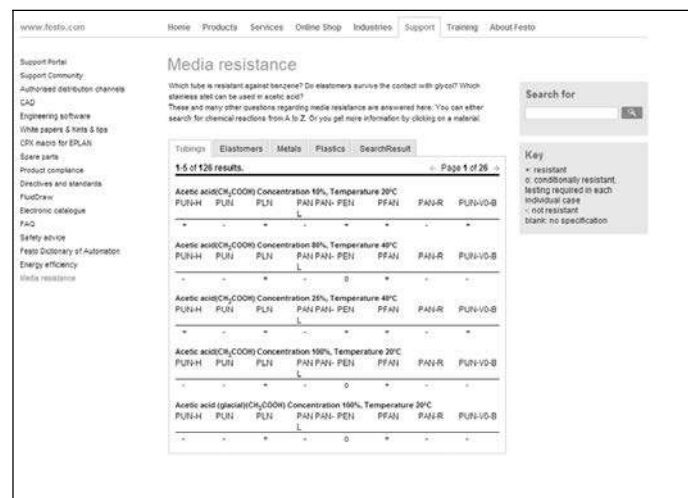 www.festo.com
Home Products Services Online Shop Industries Support Training About Festo
Support Portal
Support Community
Authorised distribution channels
CAD
Engineering software
White papers & hints & tips
CPX macro for EPLAN
Spare parts
Product compliance
Directives and standards
FluidDraw
Electronic catalogue
FAQ
Safety advice
Festo Dictionary of Automation
Energy efficiency
Media resistance
Media resistance
Which tube is resistant against benzene? Do elastomers survive the contact with glycol? Which
stainless stell can be used in acetic acid?
These and many other questions regarding media resistance are answered here. You can either
search for chemical reactions from A to Z. Or you get more information by clicking on a material.
Tubings Elastomers Metals Plastics SearchResult
1-5 of 126 results. Page 1 of 26
Acetic acid(CH3COOH) Concentration 10%, Temperature 20ºC
PUN-H PUN PLN PAN PAN- PEN PFAN PAN-R PUN-V0-B
L
+ - + - + + - +
Acetic acid(CH3COOH) Concentration 80%, Temperature 40ºC
PUN-H PUN PLN PAN PAN- PEN PFAN PAN-R PUN-V0-B
L
- - + - 0 + - -
Acetic acid(CH3COOH) Concentration 25%, Temperature 40ºC
PUN-H PUN PLN PAN PAN- PEN PFAN PAN-R PUN-V0-B
L
+ - + - + + - +
Acetic acid(CH3COOH) Concentration 100%, Temperature 20ºC
PUN-H PUN PLN PAN PAN- PEN PFAN PAN-R PUN-V0-B
L
- - + - 0 + - -
Acetic acid (glacial)(CH3COOH) Concentration 100%, Temperature 20ºC
PUN-H PUN PLN PAN PAN- PEN PFAN PAN-R PUN-V0-B
L
- - + - 0 + - -
Search for
Key
+: resistant
o: conditionally resistant,
testing required in each
individual case
-: not resistant
blank: no specification